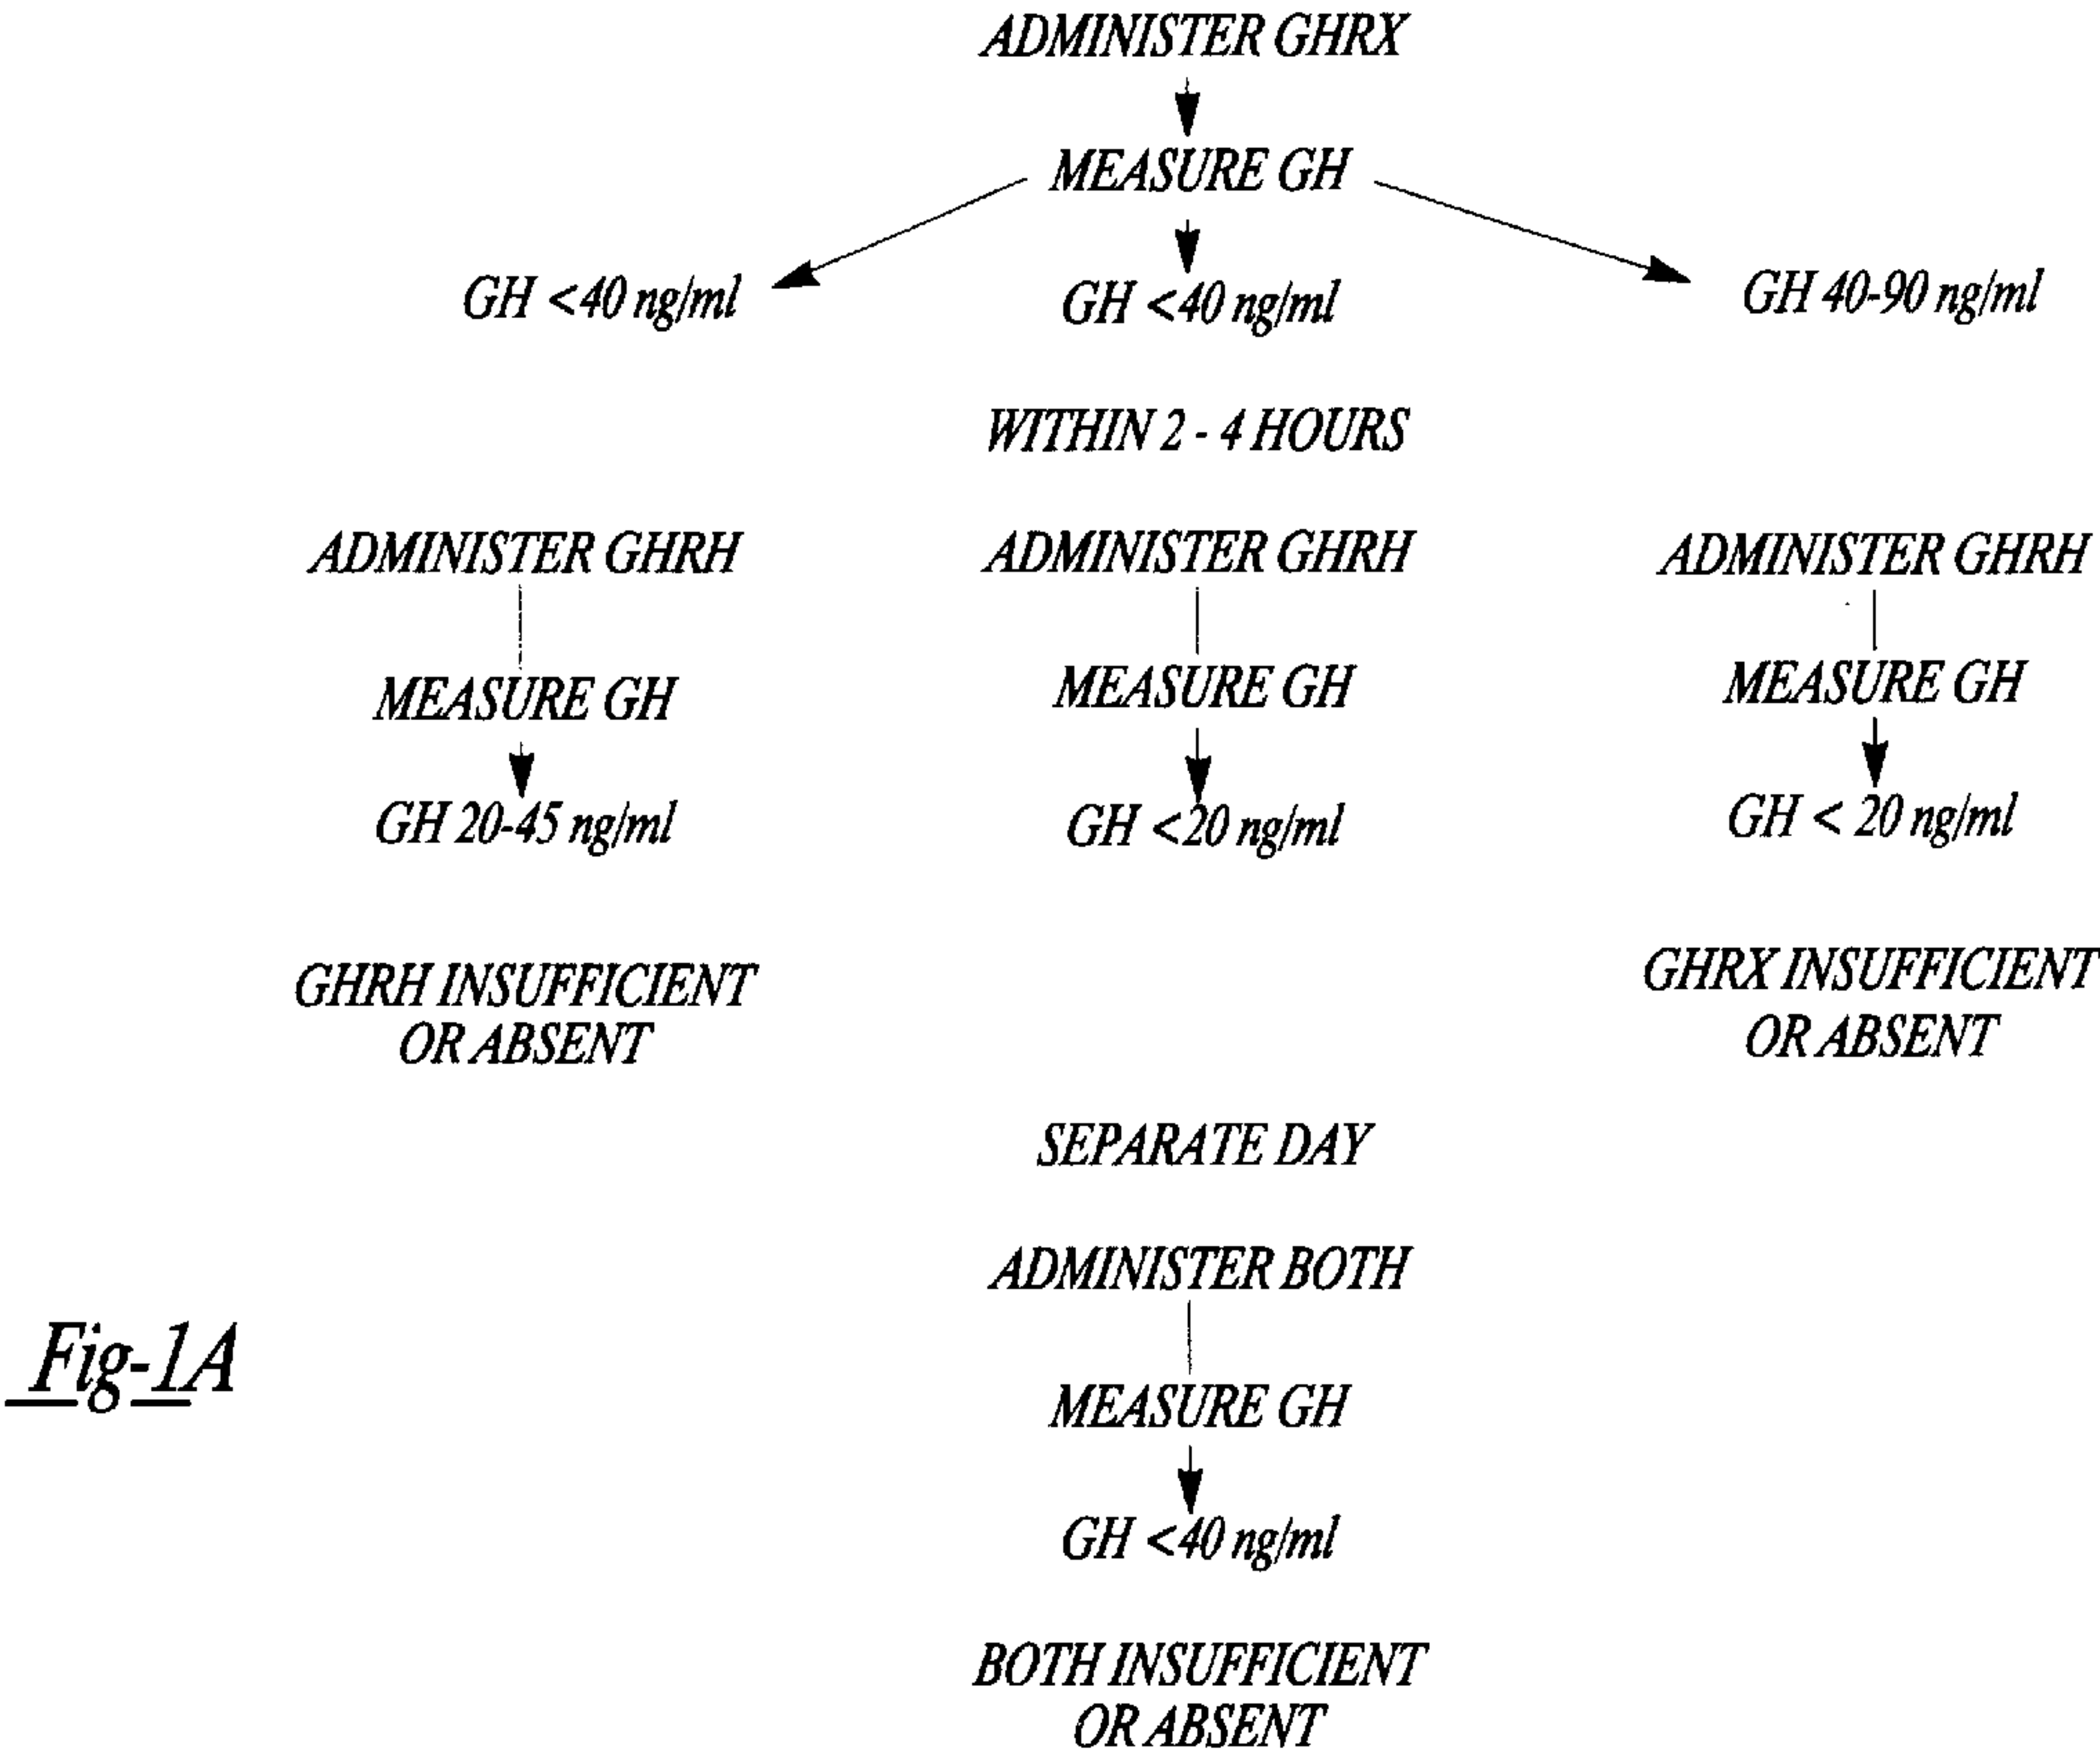 ADMINISTER GHRX
MEASURE GH
GH <40 ng/ml
GH <40 ng/ml
GH 40-90 ng/ml
WITHIN 2 - 4 HOURS
ADMINISTER GHRH
ADMINISTER GHRH
ADMINISTER GHRH
MEASURE GH
MEASURE GH
MEASURE GH
GH 20-45 ng/ml
GH <20 ng/ml
GH < 20 ng/ml
GHRH INSUFFICIENT
OR ABSENT
GHRX INSUFFICIENT
OR ABSENT
SEPARATE DAY
ADMINISTER BOTH
MEASURE GH
GH <40 ng/ml
BOTH INSUFFICIENT
OR ABSENT
Fig-1A